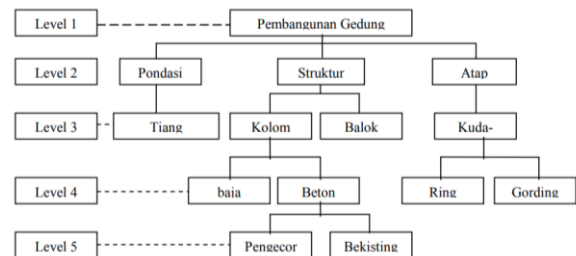 Level 1 Pembangunan Gedung
Level 2 Pondasi Struktur Atap
Level 3 Tiang Kolom Balok Kuda-
Level 4 baja Beton Ring Gording
Level 5 Pengecor Bekisting